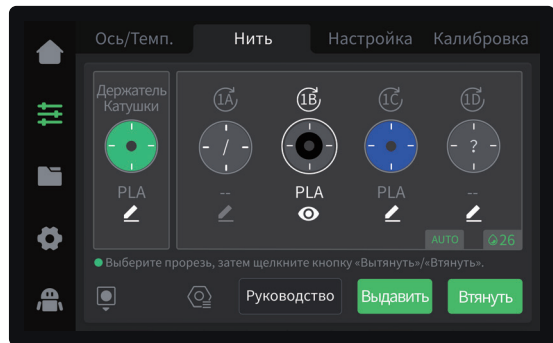 Ось/Темп. Нить Настройка Калибровка
Держатель
Катушки
1A 1B 1C 1D
/ ?
PLA -- PLA PLA --
AUTO 26
Выберите прорезь, затем щелкните кнопку «Вытянуть»/«Втянуть».
Руководство Выдавить Втянуть